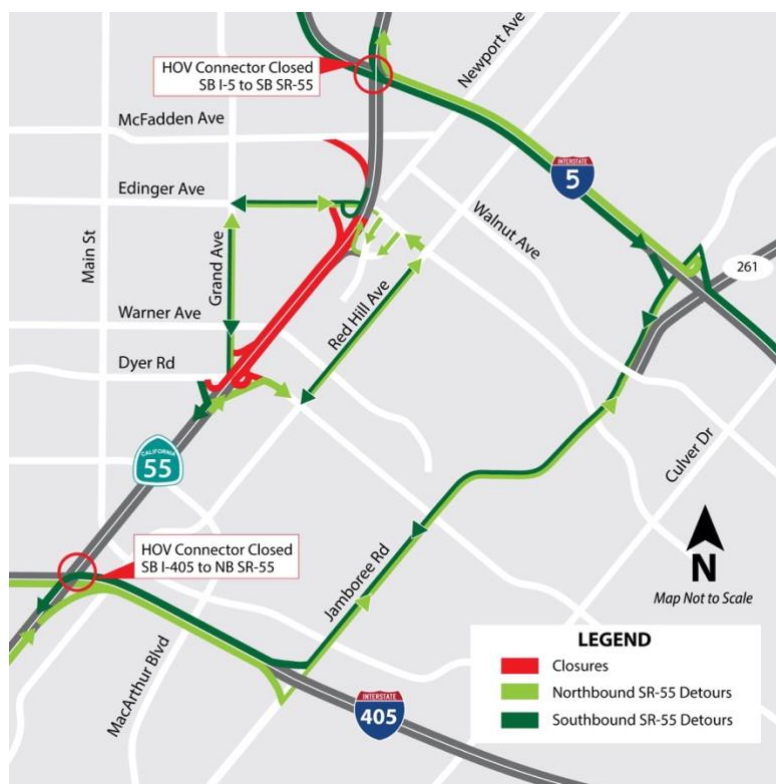 HOV Connector Closed
SB I-5 to SB SR-55
Newport Ave
McFadden Ave
INTERSTATE
5
Edinger Ave
Walnut Ave
Main St
Grand Ave
261
Warner Ave
Red Hill Ave
Dyer Rd
CALIFORNIA
55
Culver Dr
HOV Connector Closed
SB I-405 to NB SR-55
N
Map Not to Scale
Jamboree Rd
MacArthur Blvd
INTERSTATE
405
LEGEND
Closures
Northbound SR-55 Detours
Southbound SR-55 Detours